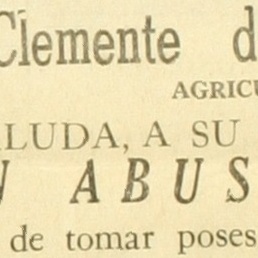 Clemente d
AGRICU
LUDA, A SU
ABUS
de tomar poses